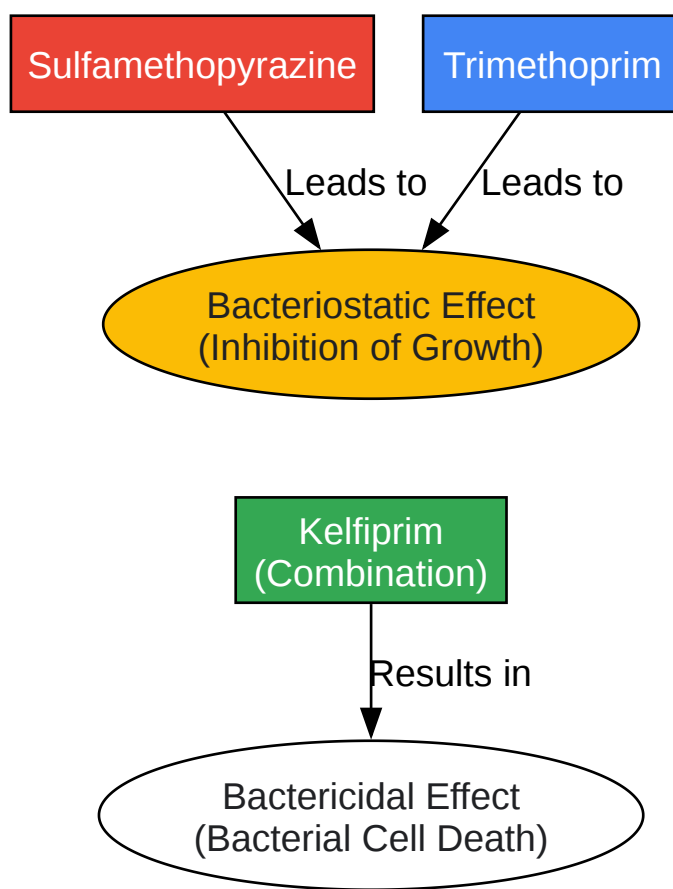 Sulfamethopyrazine
Trimethoprim
Leads to
Leads to
Bacteriostatic Effect
(Inhibition of Growth)
Kelfiprim
(Combination)
Results in
Bactericidal Effect
(Bacterial Cell Death)